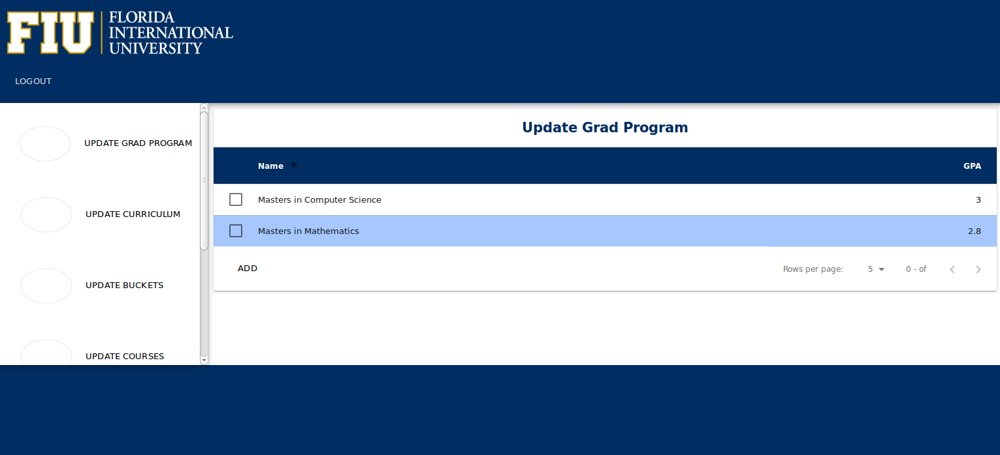 FIU
FLORIDA
INTERNATIONAL
UNIVERSITY
LOGOUT
UPDATE GRAD PROGRAM
UPDATE CURRICULUM
UPDATE BUCKETS
UPDATE COURSES
Update Grad Program
Name GPA
Masters in Computer Science 3
Masters in Mathematics 2.8
ADD Rows per page: 5 0 - of